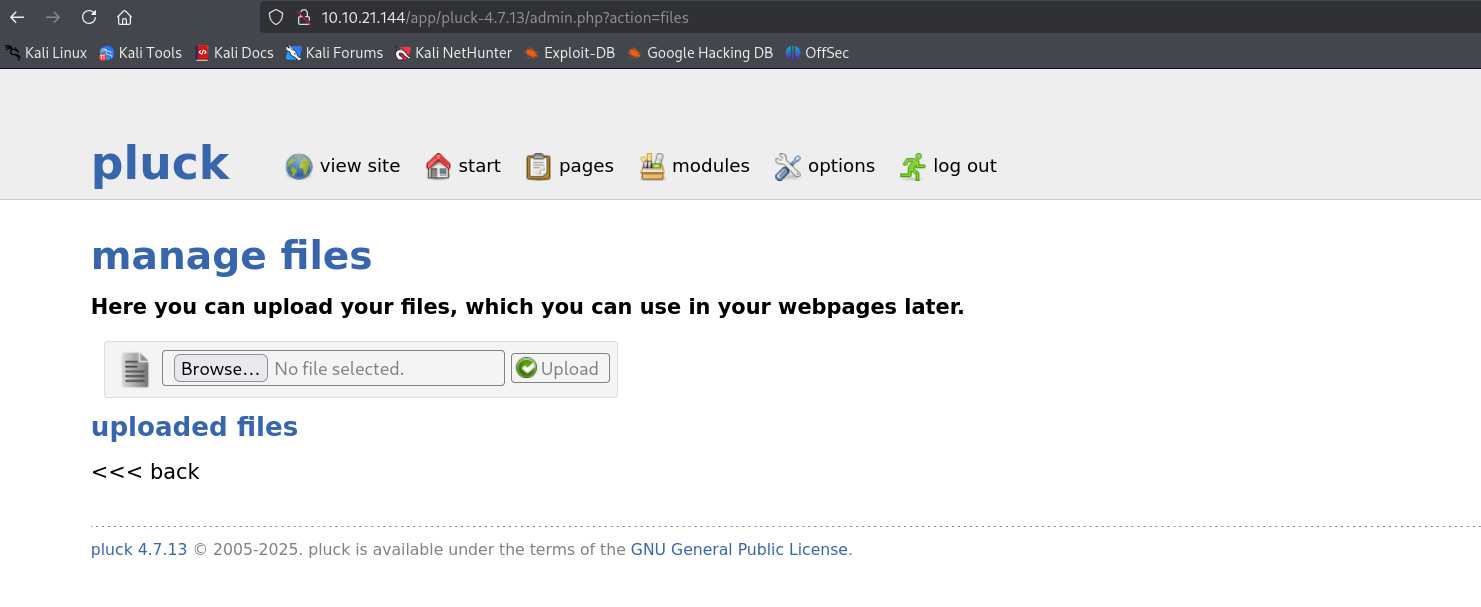 10.10.21.144/app/pluck-4.7.13/admin.php?action=files
Kali Linux Kali Tools Kali Docs Kali Forums Kali NetHunter Exploit-DB Google Hacking DB OffSec
pluck view site start pages modules options log out
manage files
Here you can upload your files, which you can use in your webpages later.
Browse... No file selected. Upload
uploaded files
<<< back
pluck 4.7.13 © 2005-2025. pluck is available under the terms of the GNU General Public License.